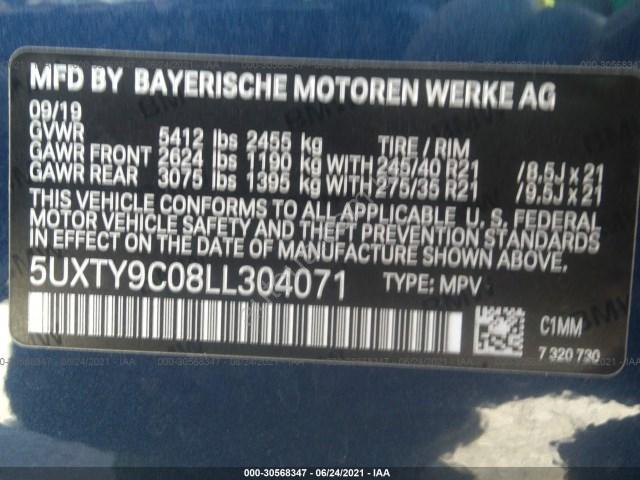 MFD BY BAYERISCHE MOTOREN WERKE AG
09/19
GVWR 5412 lbs 2455 kg TIRE / RIM
GAWR FRONT 2624 lbs 1190 kg WITH 245/40 R21 /8.5J x 21
GAWR REAR 3075 lbs 1395 kg WITH 275/35 R21 /9.5J x 21
THIS VEHICLE CONFORMS TO ALL APPLICABLE U. S. FEDERAL
MOTOR VEHICLE SAFETY AND THEFT PREVENTION STANDARDS
IN EFFECT ON THE DATE OF MANUFACTURE SHOWN ABOVE.
5UXTY9C08LL304071 TYPE: MPV
C1MM
7 320 730
000-30568347 - 06/24/2021 - IAA